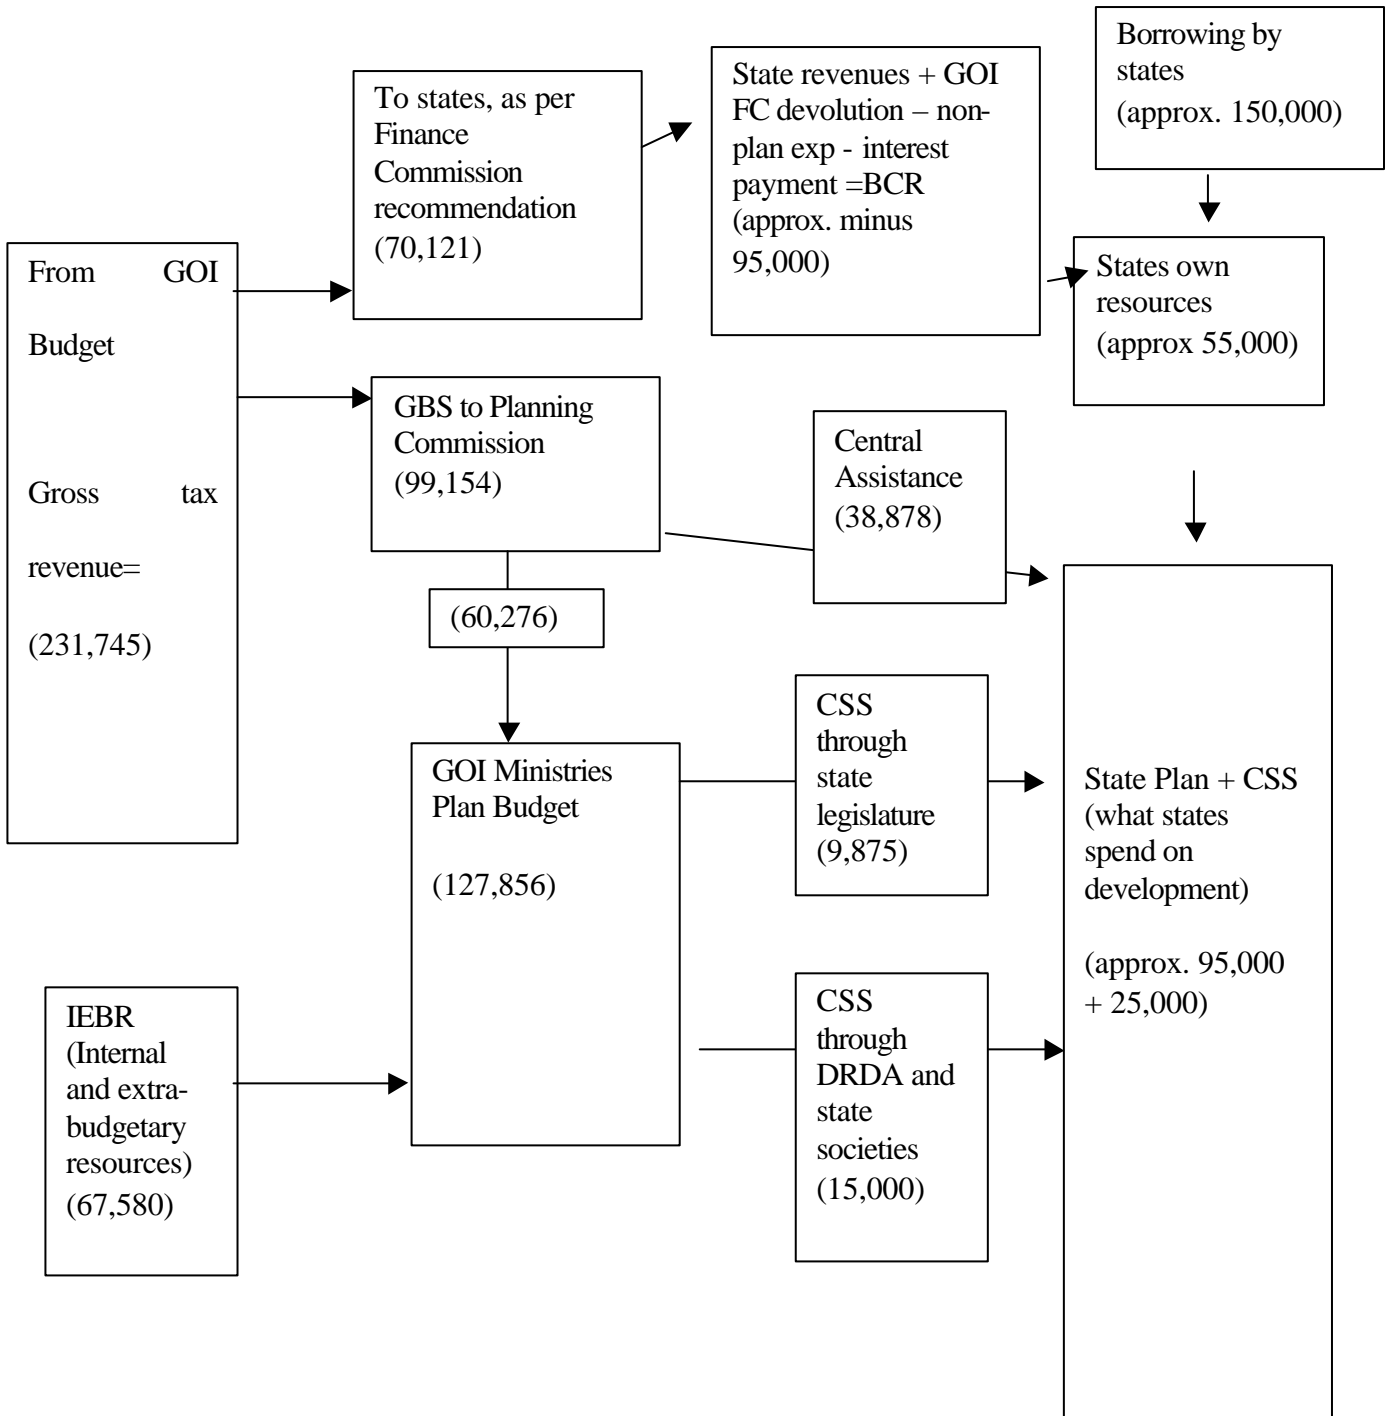 Borrowing by
states
(approx. 150,000)
To states, as per
Finance
Commission
recommendation
(70,121)
State revenues + GOI
FC devolution – non-
plan exp - interest
payment =BCR
(approx. minus
95,000)
From GOI
Budget
Gross tax
revenue=
(231,745)
States own
resources
(approx 55,000)
GBS to Planning
Commission
(99,154)
Central
Assistance
(38,878)
(60,276)
GOI Ministries
Plan Budget
(127,856)
CSS
through
state
legislature
(9,875)
State Plan + CSS
(what states
spend on
development)
(approx. 95,000
+ 25,000)
IEBR
(Internal
and extra-
budgetary
resources)
(67,580)
CSS
through
DRDA and
state
societies
(15,000)